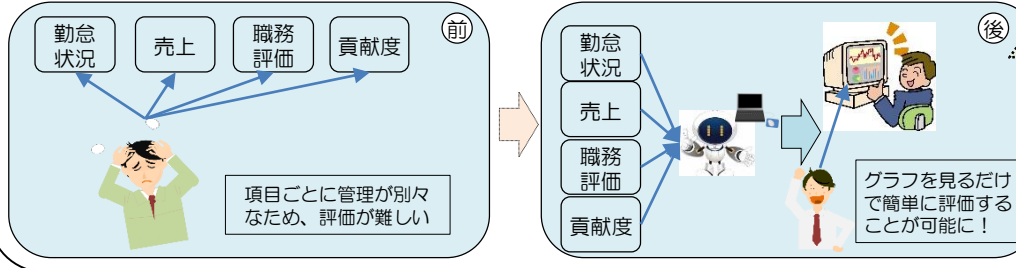 前
勤怠
状況
売上
職務
評価
貢献度
項目ごとに管理が別々
なため、評価が難しい
後
勤怠
状況
売上
職務
評価
貢献度
グラフを見るだけ
で簡単に評価する
ことが可能に！